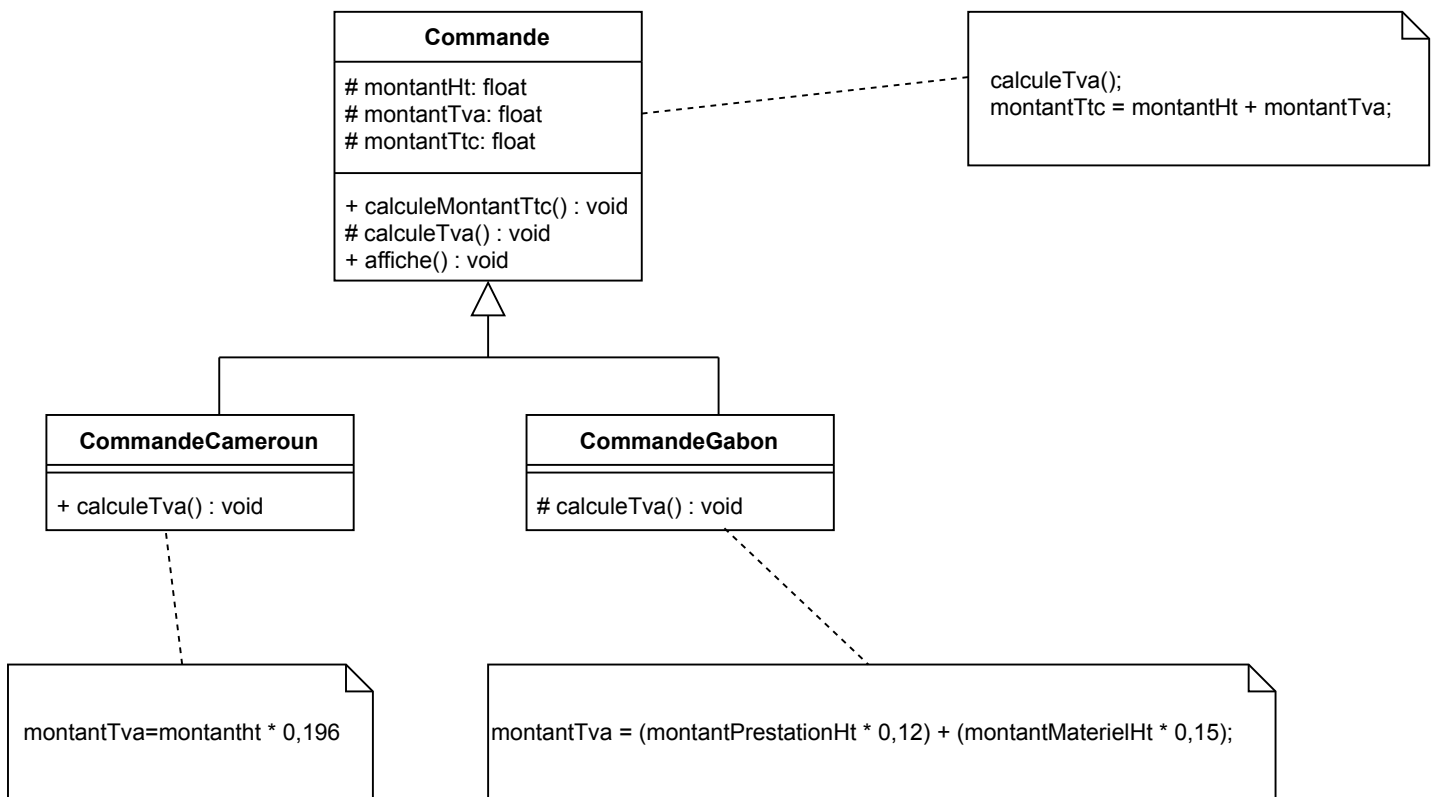 Commande
# montantHt: float
# montantTva: float
# montantTtc: float
+ calculeMontantTtc() : void
# calculeTva() : void
+ affiche() : void
calculeTva();
montantTtc = montantHt + montantTva;
CommandeCameroun
+ calculeTva() : void
CommandeGabon
# calculeTva() : void
montantTva=montantht * 0,196
montantTva = (montantPrestationHt * 0,12) + (montantMaterielHt * 0,15);